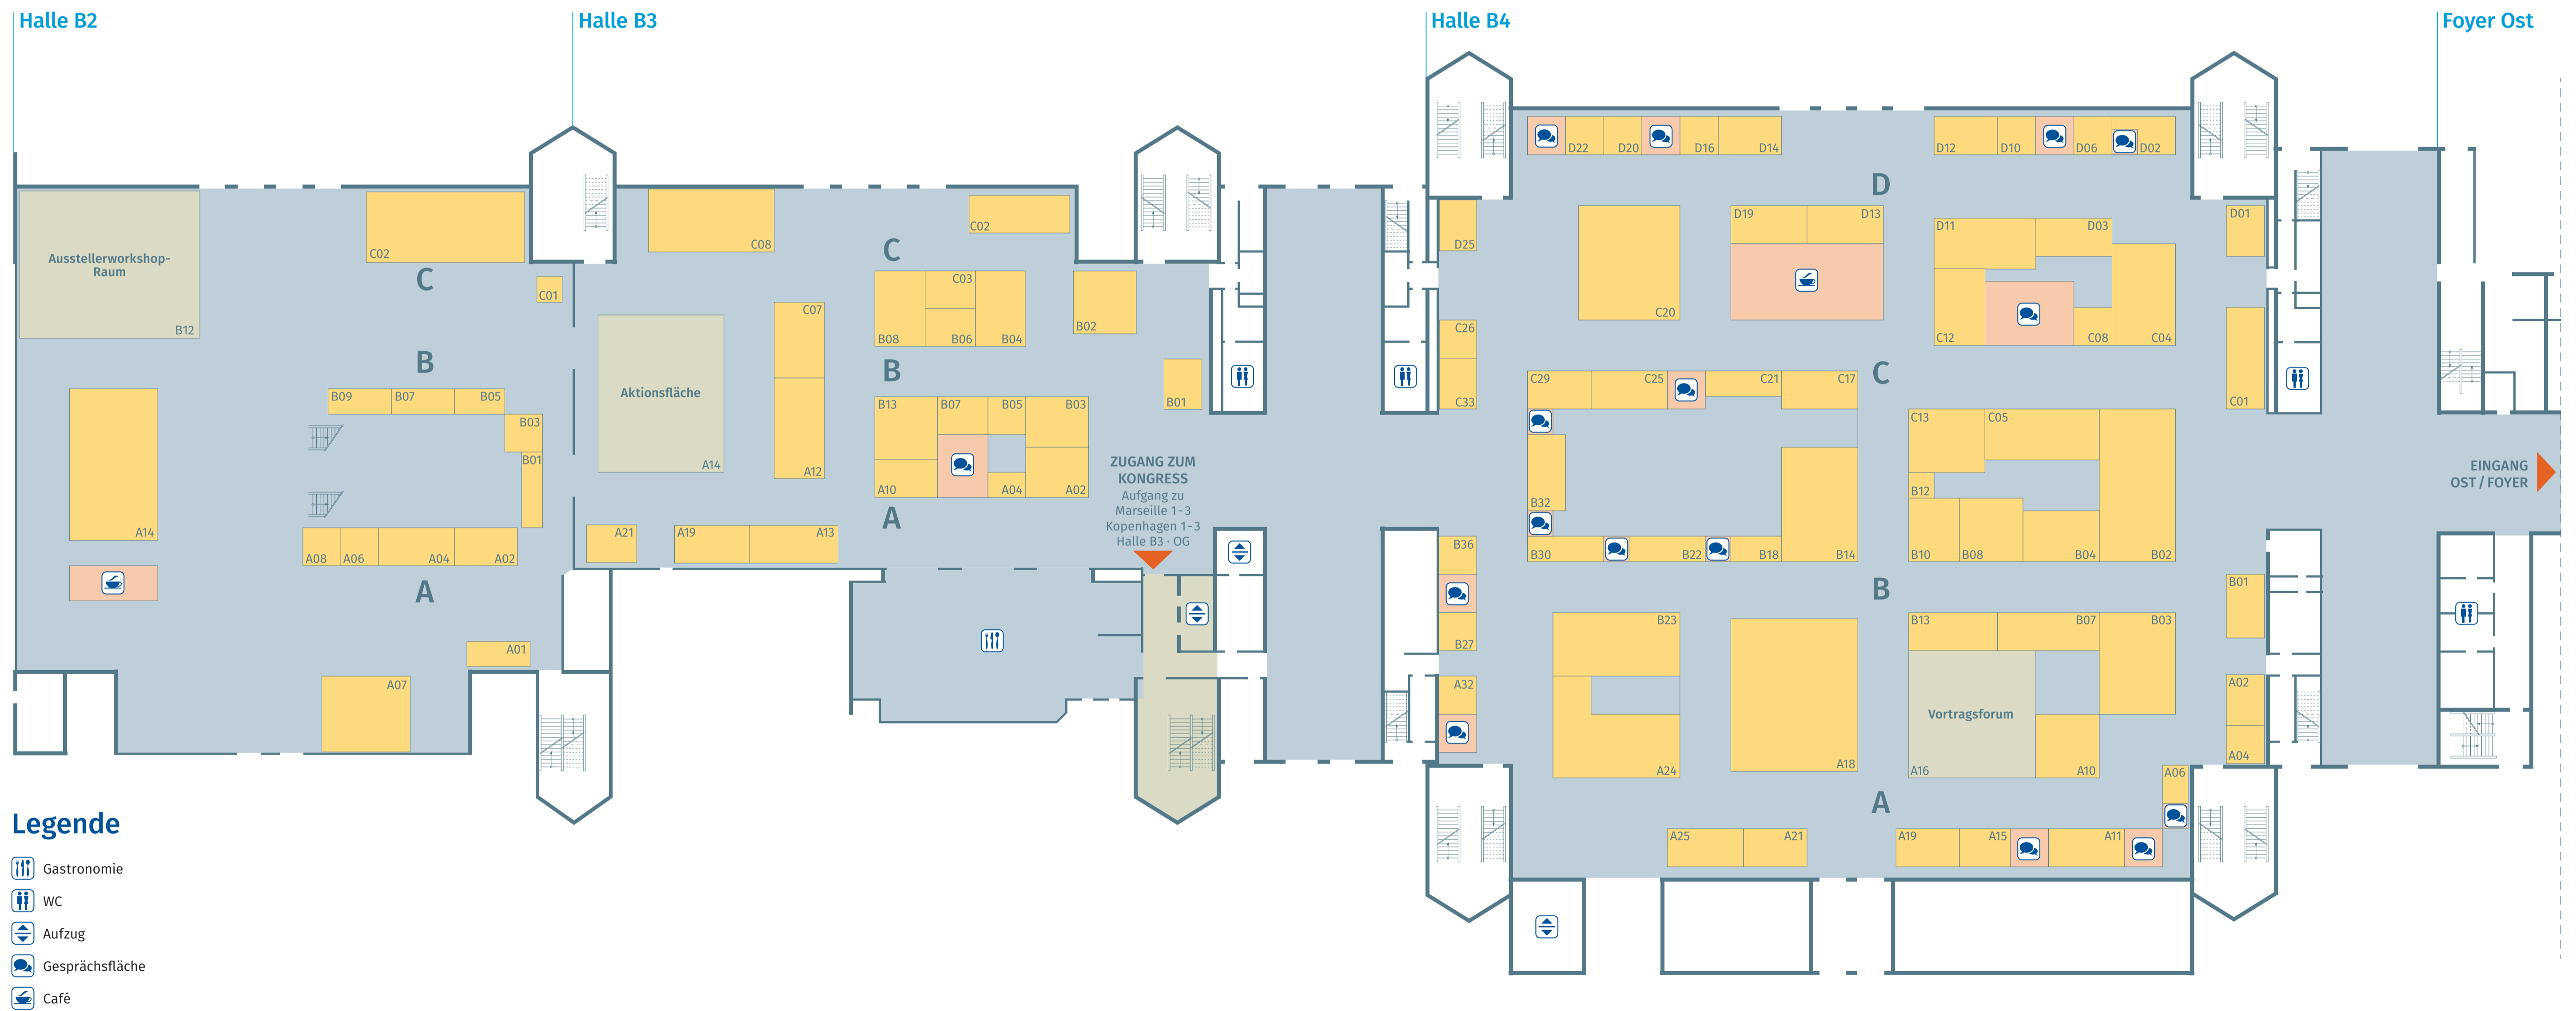 Halle B2
Halle B3
Halle B4
Foyer Ost
Ausstellerworkshop-
Raum
B12
C02
C
C01
B
B09
B07
B05
B03
B01
A14
A08
A06
A04
A02
A
A01
A07
C08
C02
C
C07
C03
B08
B06
B04
B02
Aktionsfläche
A14
A12
B
B01
B13
B07
B05
B03
A10
A04
A02
A
A21
A19
A13
ZUGANG ZUM
KONGRESS
Aufgang zu
Marseille 1-3
Kopenhagen 1-3
Halle B3 · OG
D22
D20
D16
D14
D12
D10
D06
D02
D
D25
C20
D19
D13
D11
D03
D01
C12
C08
C04
C26
C33
C29
C25
C21
C17
C
C01
C13
C05
B32
B12
B30
B22
B18
B14
B10
B08
B04
B02
B36
B27
B
B01
B23
B13
B07
B03
A32
A24
A18
Vortragsforum
A16
A10
A02
A04
A06
A
A25
A21
A19
A15
A11
EINGANG
OST / FOYER
Legende
Gastronomie
WC
Aufzug
Gesprächsfläche
Café